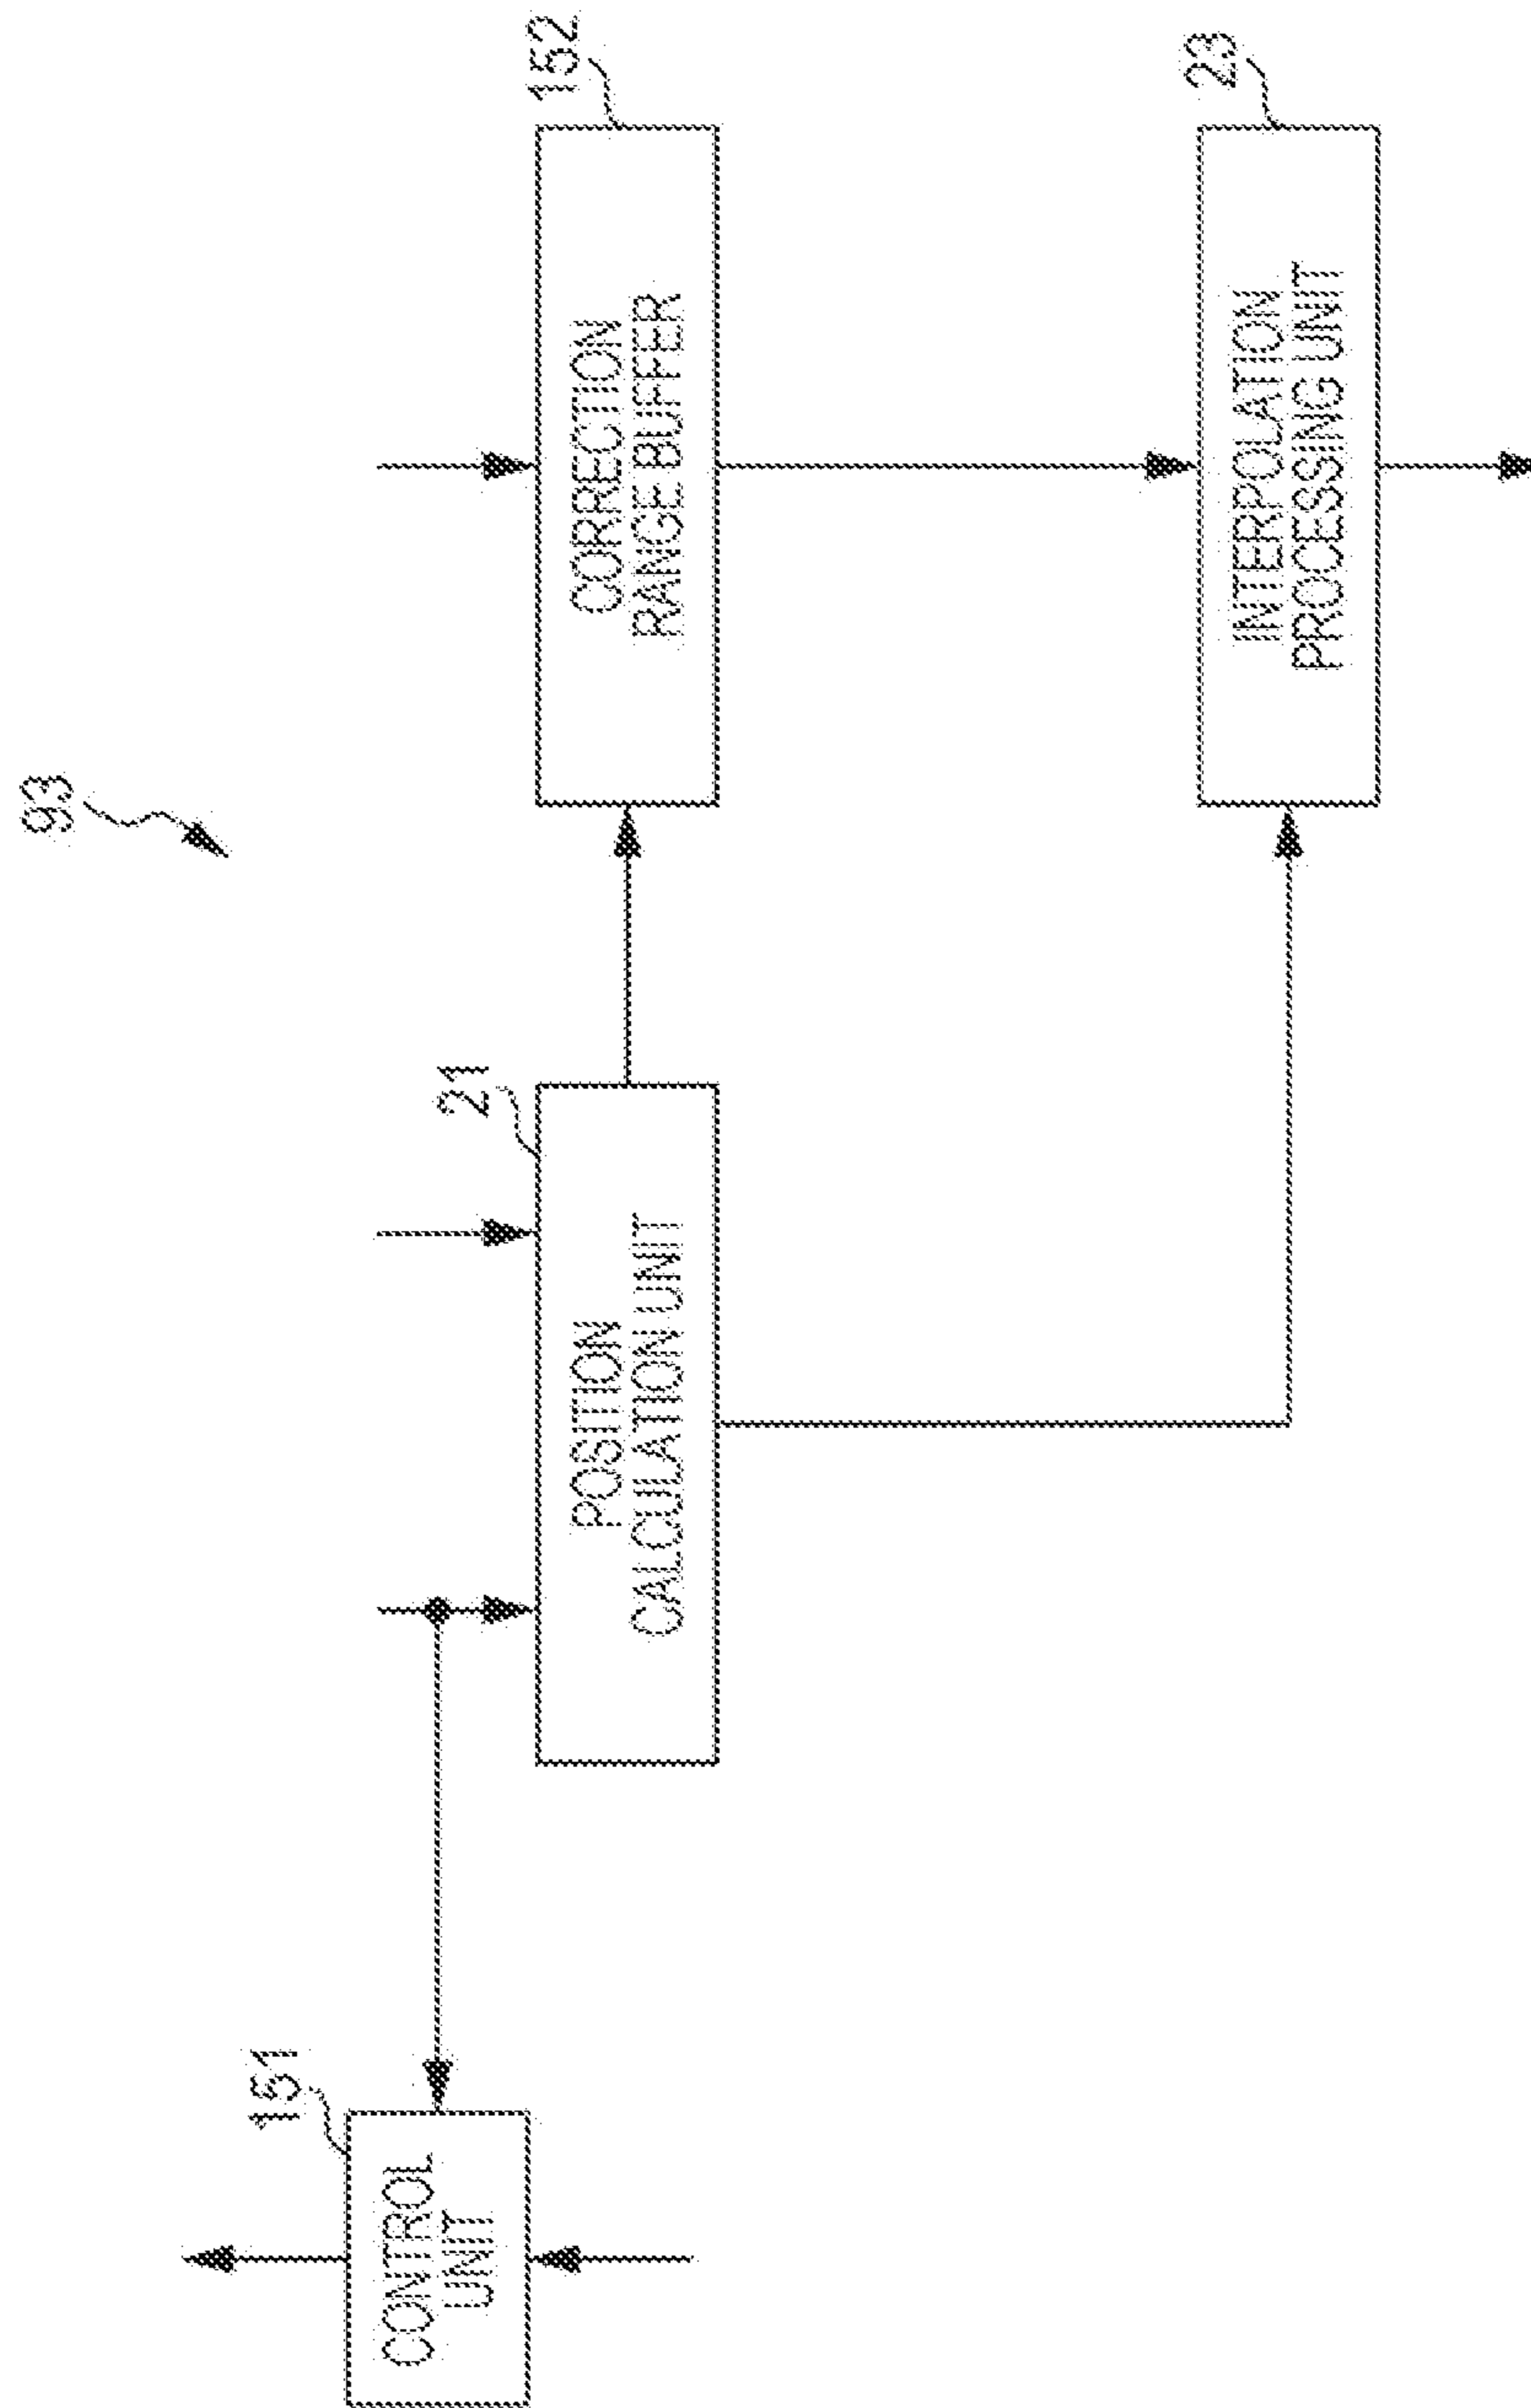 93
151
CONTROL
UNIT
21
POSITION
CALCULATION UNIT
152
CORRECTION
RANGE BUFFER
23
INTERPOLATION
PROCESSING UNIT